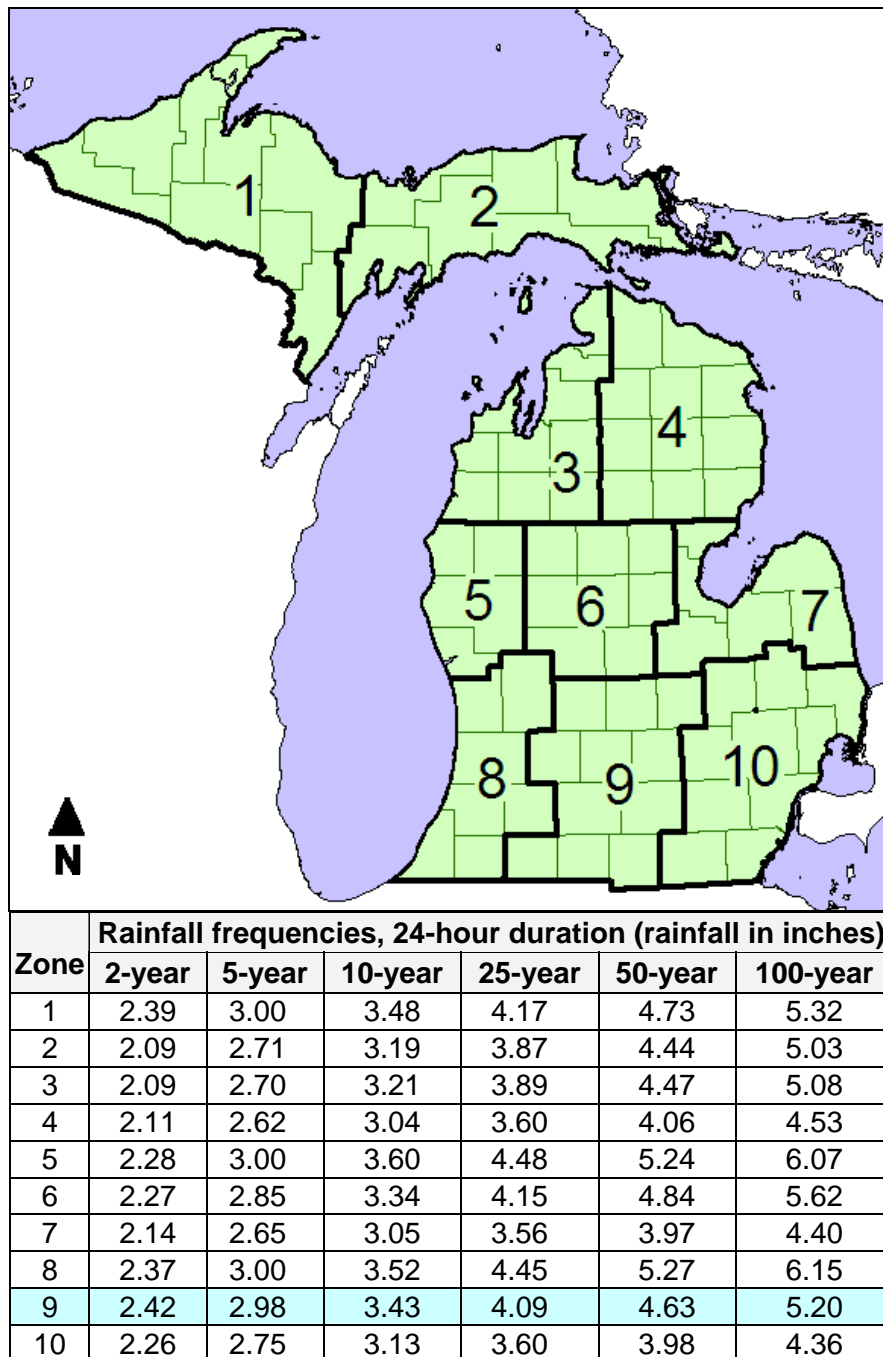 1
2
4
3
5
6
7
8
9
10
N
Zone
Rainfall frequencies, 24-hour duration (rainfall in inches)
2-year 5-year 10-year 25-year 50-year 100-year
1 2.39 3.00 3.48 4.17 4.73 5.32
2 2.09 2.71 3.19 3.87 4.44 5.03
3 2.09 2.70 3.21 3.89 4.47 5.08
4 2.11 2.62 3.04 3.60 4.06 4.53
5 2.28 3.00 3.60 4.48 5.24 6.07
6 2.27 2.85 3.34 4.15 4.84 5.62
7 2.14 2.65 3.05 3.56 3.97 4.40
8 2.37 3.00 3.52 4.45 5.27 6.15
9 2.42 2.98 3.43 4.09 4.63 5.20
10 2.26 2.75 3.13 3.60 3.98 4.36